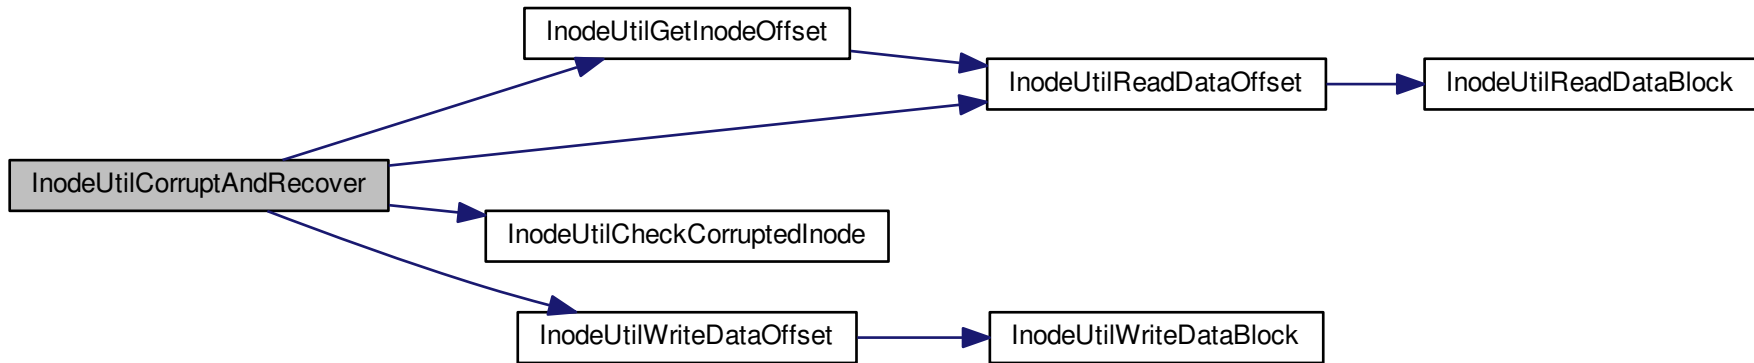 InodeUtilGetInodeOffset
InodeUtilReadDataOffset
InodeUtilReadDataBlock
InodeUtilCorruptAndRecover
InodeUtilCheckCorruptedInode
InodeUtilWriteDataOffset
InodeUtilWriteDataBlock